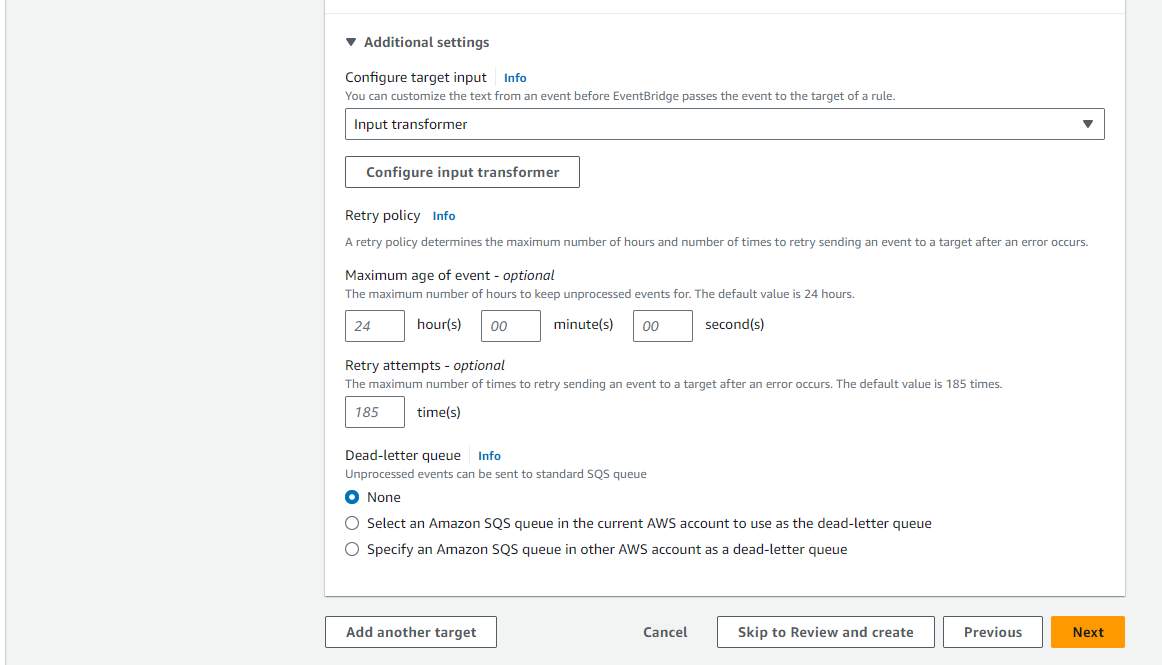 Additional settings
Configure target input Info
You can customize the text from an event before EventBridge passes the event to the target of a rule.
Input transformer
Configure input transformer
Retry policy Info
A retry policy determines the maximum number of hours and number of times to retry sending an event to a target after an error occurs.
Maximum age of event - optional
The maximum number of hours to keep unprocessed events for. The default value is 24 hours.
24 hour(s) 00 minute(s) 00 second(s)
Retry attempts - optional
The maximum number of times to retry sending an event to a target after an error occurs. The default value is 185 times.
185 time(s)
Dead-letter queue Info
Unprocessed events can be sent to standard SQS queue
None
Select an Amazon SQS queue in the current AWS account to use as the dead-letter queue
Specify an Amazon SQS queue in other AWS account as a dead-letter queue
Add another target Cancel Skip to Review and create Previous Next